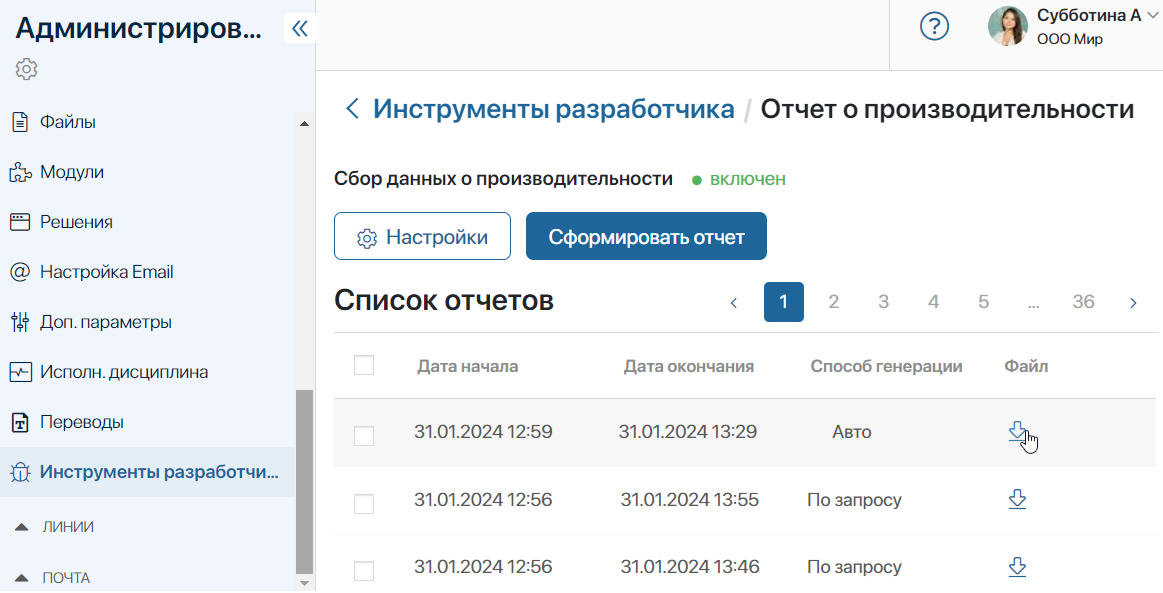 Администриров...
Файлы
Модули
Решения
Настройка Email
Доп. параметры
Исполн. дисциплина
Переводы
Инструменты разработчи...
ЛИНИИ
ПОЧТА
?
Субботина А
ООО Мир
Инструменты разработчика / Отчет о производительности
Сбор данных о производительности включен
Настройки
Сформировать отчет
Список отчетов
1 2 3 4 5 ... 36
Дата начала Дата окончания Способ генерации Файл
31.01.2024 12:59 31.01.2024 13:29 Авто
31.01.2024 12:56 31.01.2024 13:55 По запросу
31.01.2024 12:56 31.01.2024 13:46 По запросу